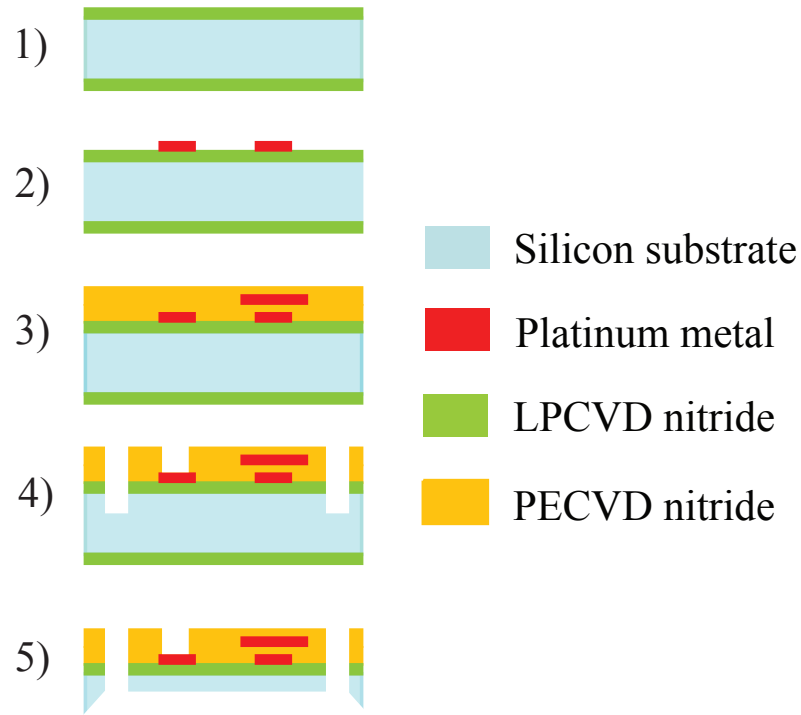 1)
2)
3)
4)
5)
Silicon substrate
Platinum metal
LPCVD nitride
PECVD nitride